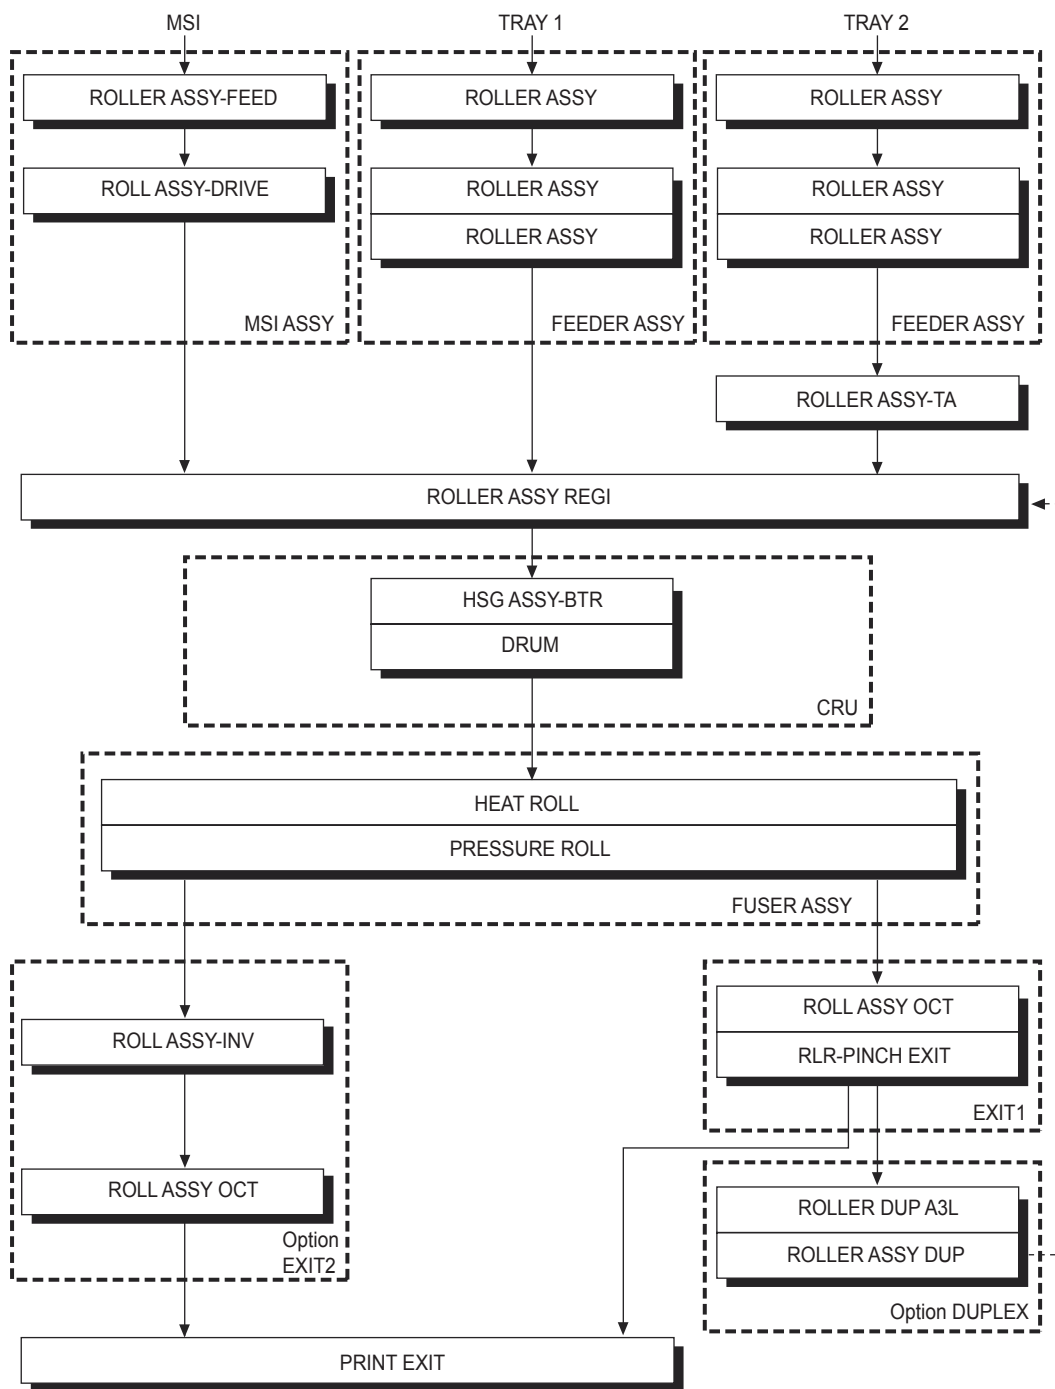 MSI
TRAY 1
TRAY 2
ROLLER ASSY-FEED
ROLLER ASSY
ROLLER ASSY
ROLL ASSY-DRIVE
ROLLER ASSY
ROLLER ASSY
ROLLER ASSY
ROLLER ASSY
MSI ASSY
FEEDER ASSY
FEEDER ASSY
ROLLER ASSY-TA
ROLLER ASSY REGI
HSG ASSY-BTR
DRUM
CRU
HEAT ROLL
PRESSURE ROLL
FUSER ASSY
ROLL ASSY-INV
ROLL ASSY OCT
Option
EXIT2
ROLL ASSY OCT
RLR-PINCH EXIT
EXIT1
ROLLER DUP A3L
ROLLER ASSY DUP
Option DUPLEX
PRINT EXIT